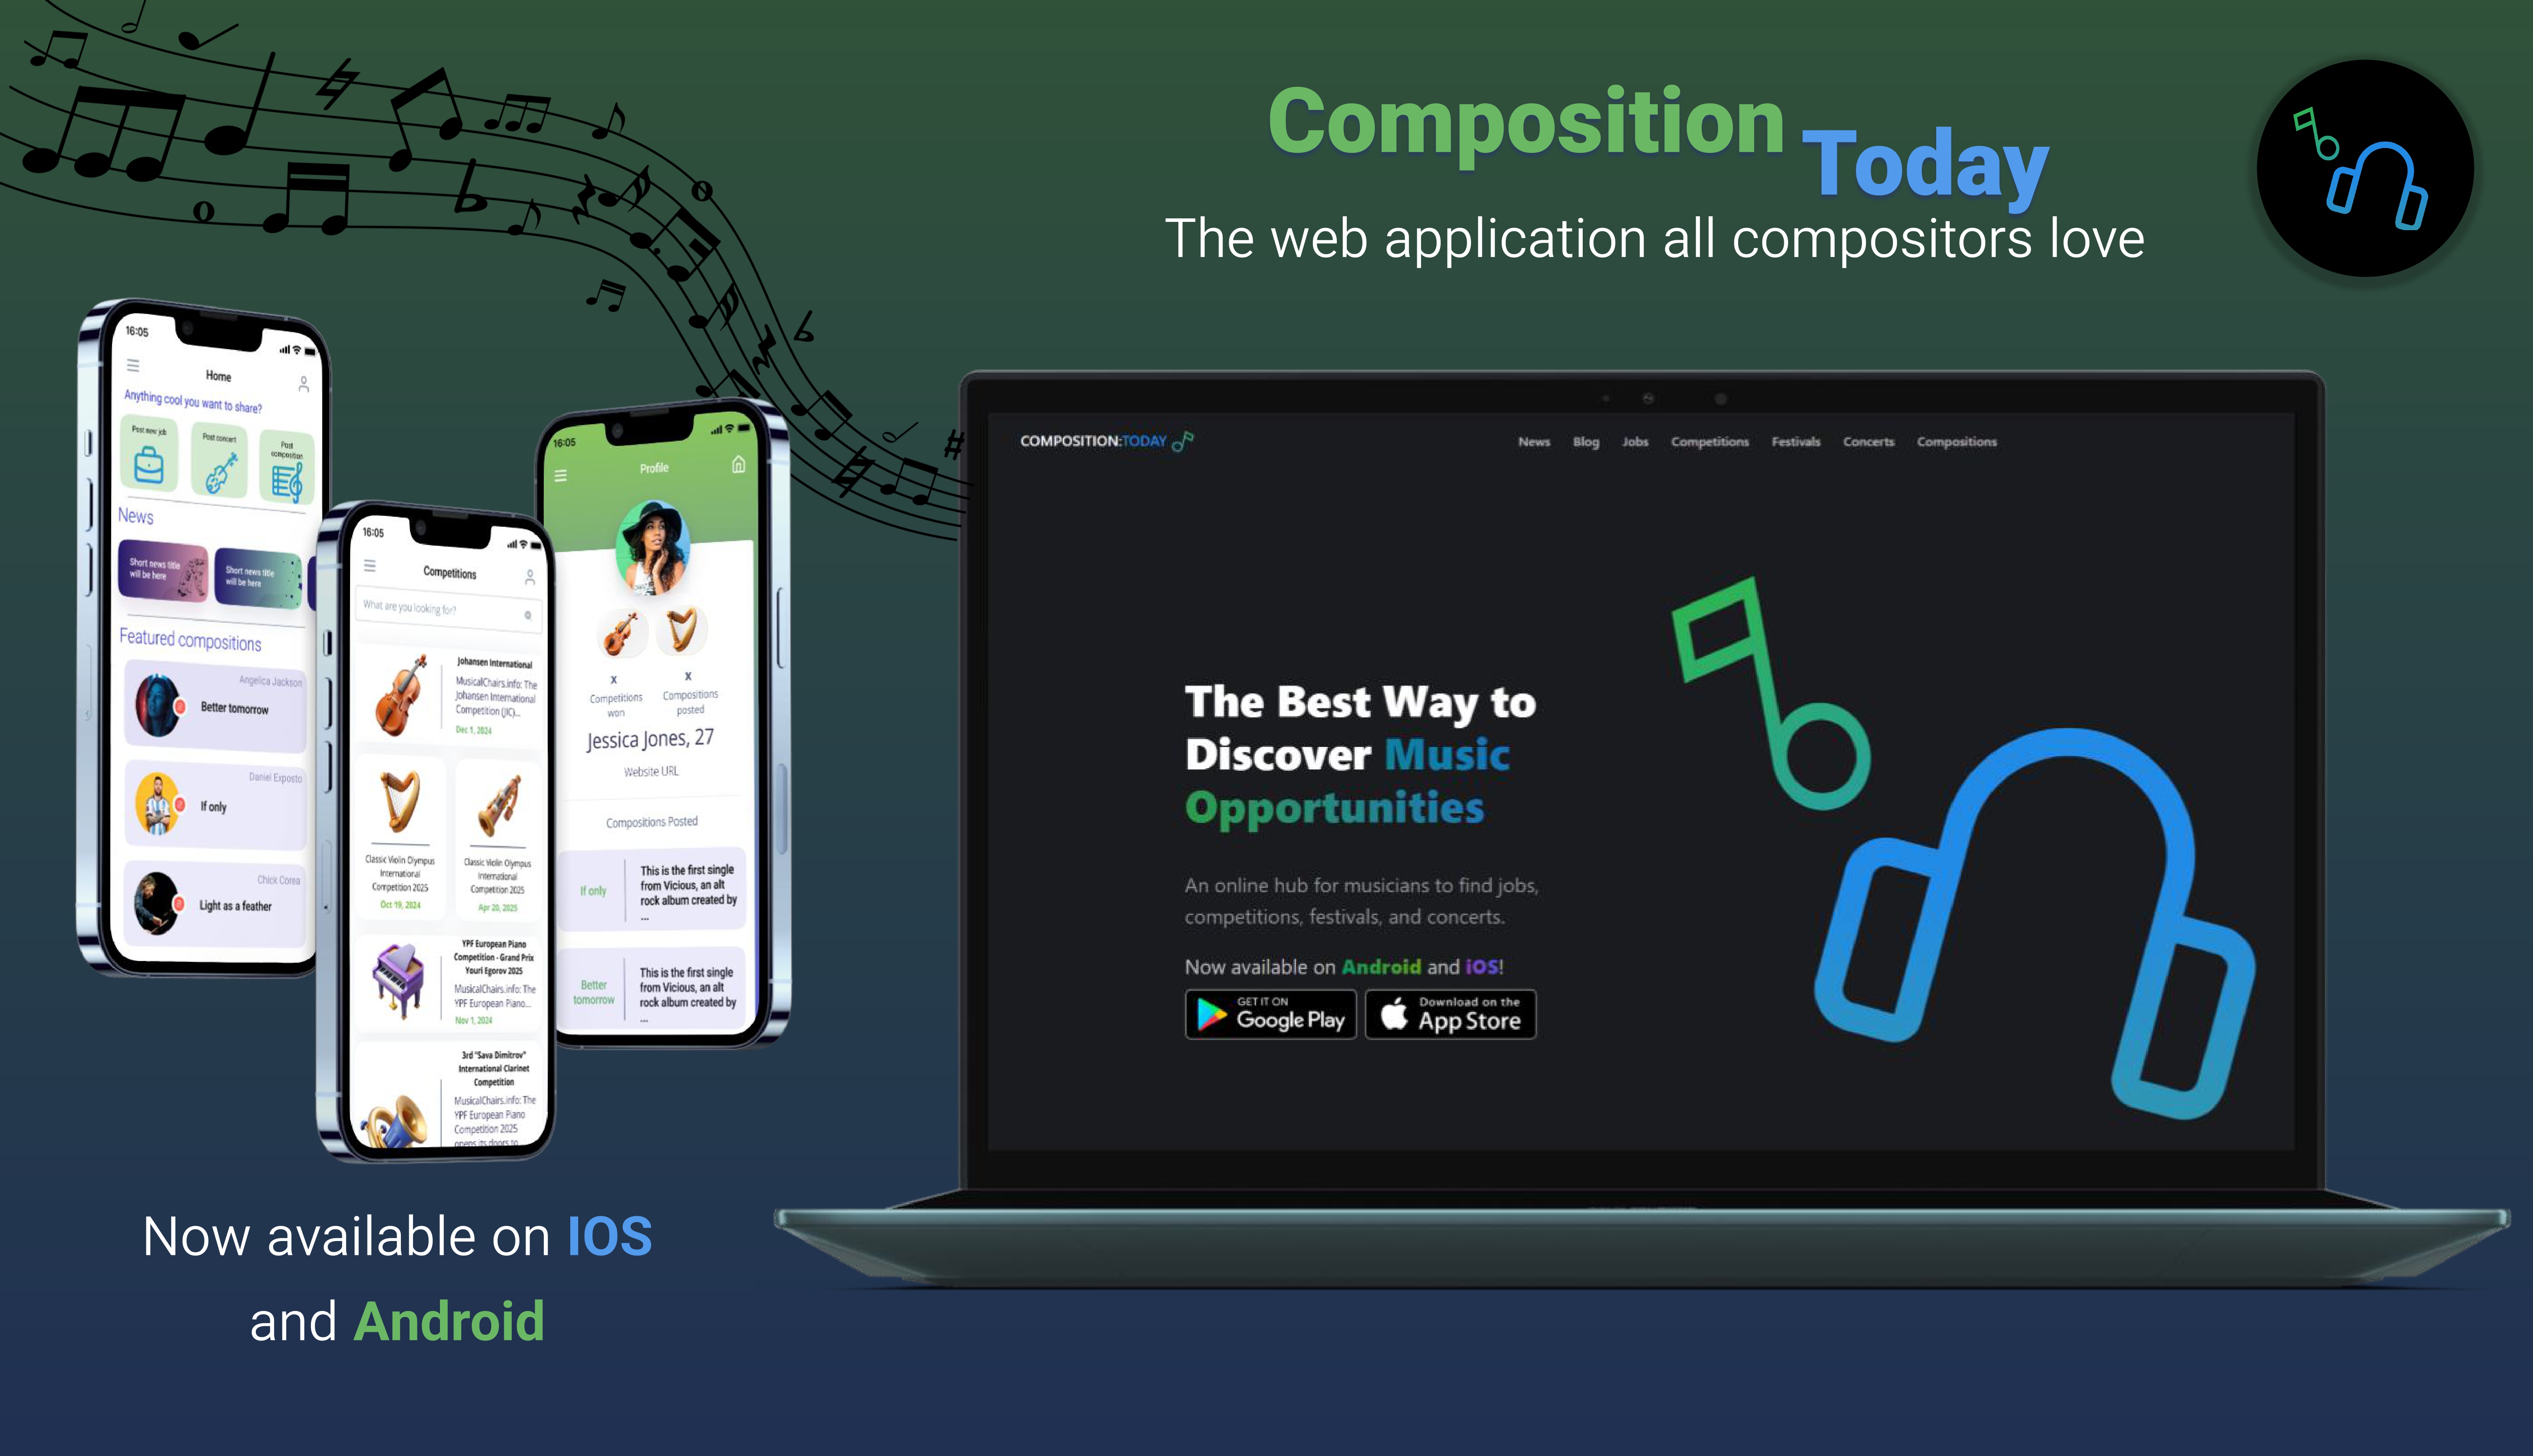 Composition
Today
The web application all compositors love
16:05
Home
Anything cool you want to share?
Post new job
Post concert
Post
composition
News
Short news title
will be here
Short news title
will be here
Featured compositions
Angelica Jackson
Better tomorrow
Daniel Exposto
If only
Chick Corea
Light as a feather
16:05
Competitions
What are you looking for?
Johansen International
MusicalChairs.info: The
Johansen International
Competition (JIC)...
Dec 1, 2024
Classic Violin Olympus
International
Competition 2025
Oct 19, 2024
Classic Violin Olympus
International
Competition 2025
Apr 20, 2025
YPF European Piano
Competition - Grand Prix
Youri Egorov 2025
MusicalChairs.info: The
YPF European Piano...
Nov 1, 2024
3rd "Sava Dimitrov"
International Clarinet
Competition
MusicalChairs.info: The
YPF European Piano
Competition 2025
opens its doors to
16:05
Profile
x
Competitions
won
x
Compositions
posted
Jessica Jones, 27
Website URL
Compositions Posted
If only
This is the first single
from Vicious, an alt
rock album created by
...
Better
tomorrow
This is the first single
from Vicious, an alt
rock album created by
...
COMPOSITION:TODAY
News Blog Jobs Competitions Festivals Concerts Compositions
The Best Way to
Discover Music
Opportunities
An online hub for musicians to find jobs,
competitions, festivals, and concerts.
Now available on Android and iOS!
GET IT ON
Google Play
Download on the
App Store
Now available on IOS
and Android